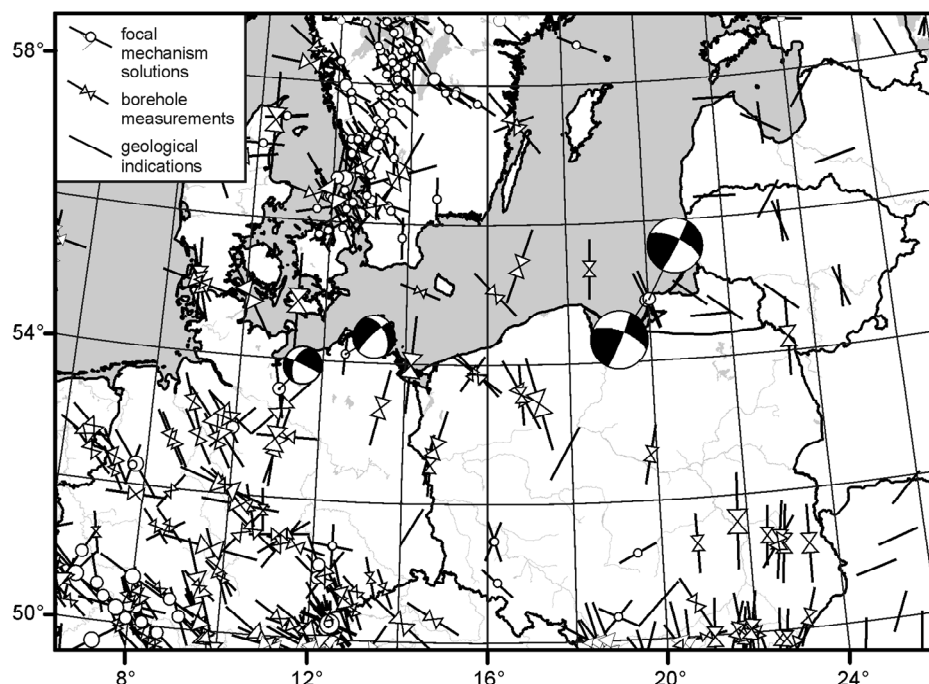 focal
mechanism
solutions
borehole
measurements
geological
indications
58°
54°
50°
8°
12°
16°
20°
24°